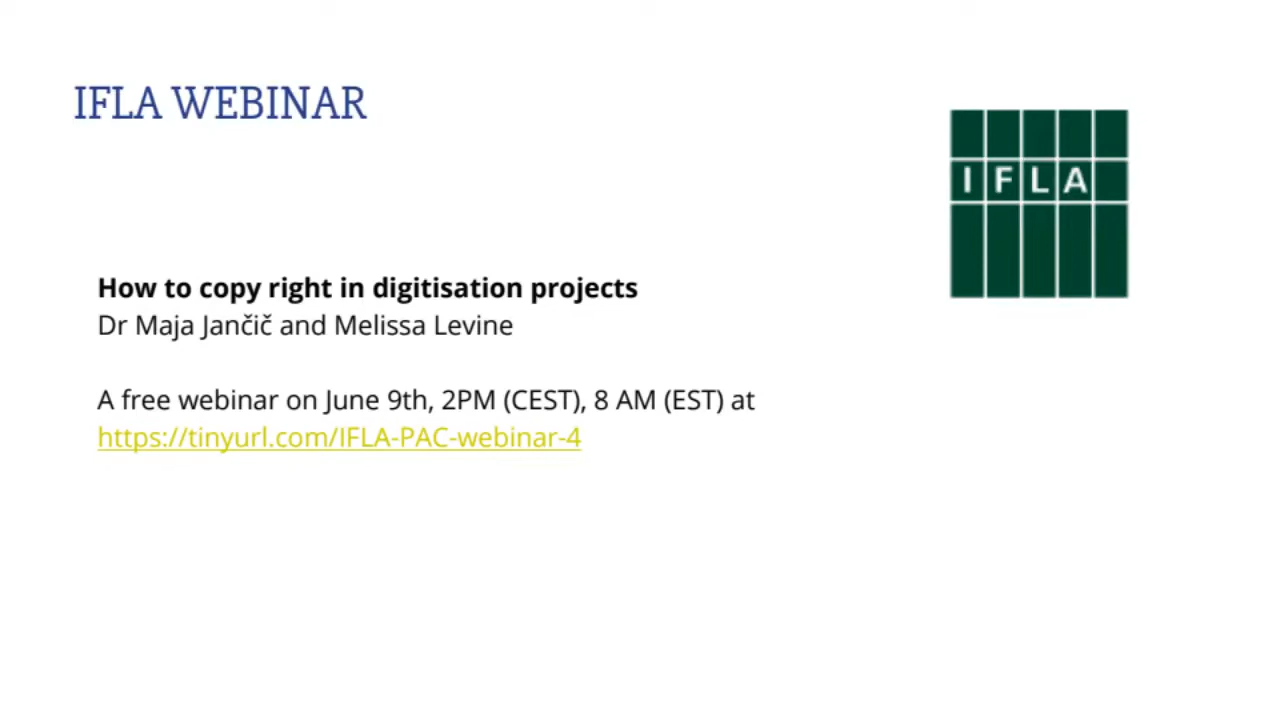 IFLA WEBINAR
IFLA
How to copy right in digitisation projects
Dr Maja Jančič and Melissa Levine
A free webinar on June 9th, 2PM (CEST), 8 AM (EST) at
https://tinyurl.com/IFLA-PAC-webinar-4